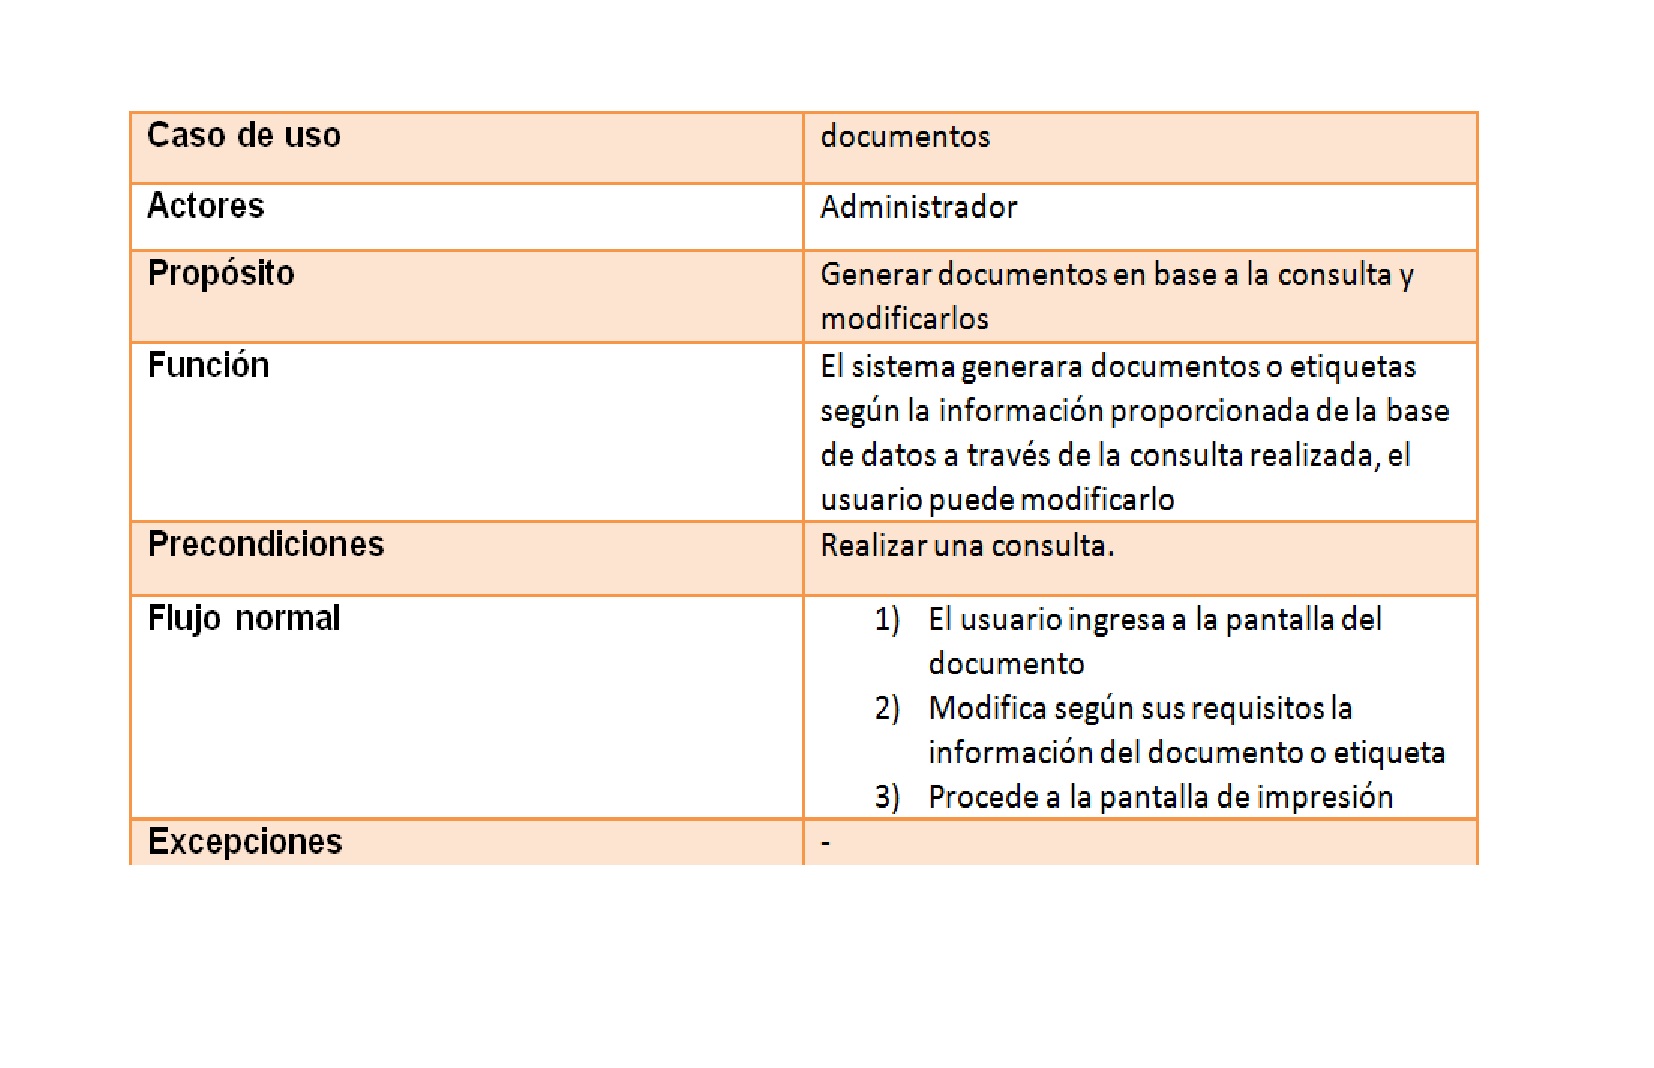 Caso de uso
documentos
Actores
Administrador
Propósito
Generar documentos en base a la consulta y
modificarlos
Función
El sistema generara documentos o etiquetas
según la información proporcionada de la base
de datos a través de la consulta realizada, el
usuario puede modificarlo
Precondiciones
Realizar una consulta.
Flujo normal
1) El usuario ingresa a la pantalla del
documento
2) Modifica según sus requisitos la
información del documento o etiqueta
3) Procede a la pantalla de impresión
Excepciones
-